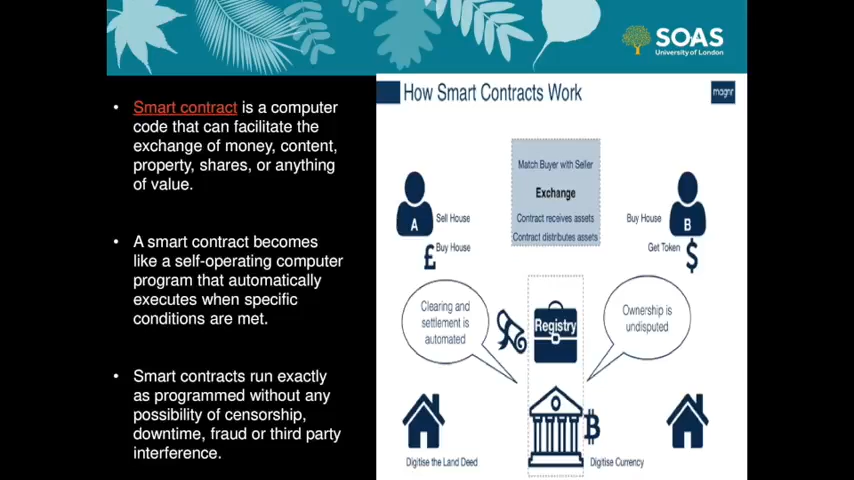 SOAS
University of London
• Smart contract is a computer
code that can facilitate the
exchange of money, content,
property, shares, or anything
of value.
• A smart contract becomes
like a self-operating computer
program that automatically
executes when specific
conditions are met.
• Smart contracts run exactly
as programmed without any
possibility of censorship,
downtime, fraud or third party
interference.
How Smart Contracts Work
magnr
Match Buyer with Seller
Exchange
Contract receives assets
Contract distributes assets
A
Sell House
£
Buy House
Buy House
B
Get Token
$
Clearing and
settlement is
automated
Registry
Ownership is
undisputed
Digitise the Land Deed
Digitise Currency